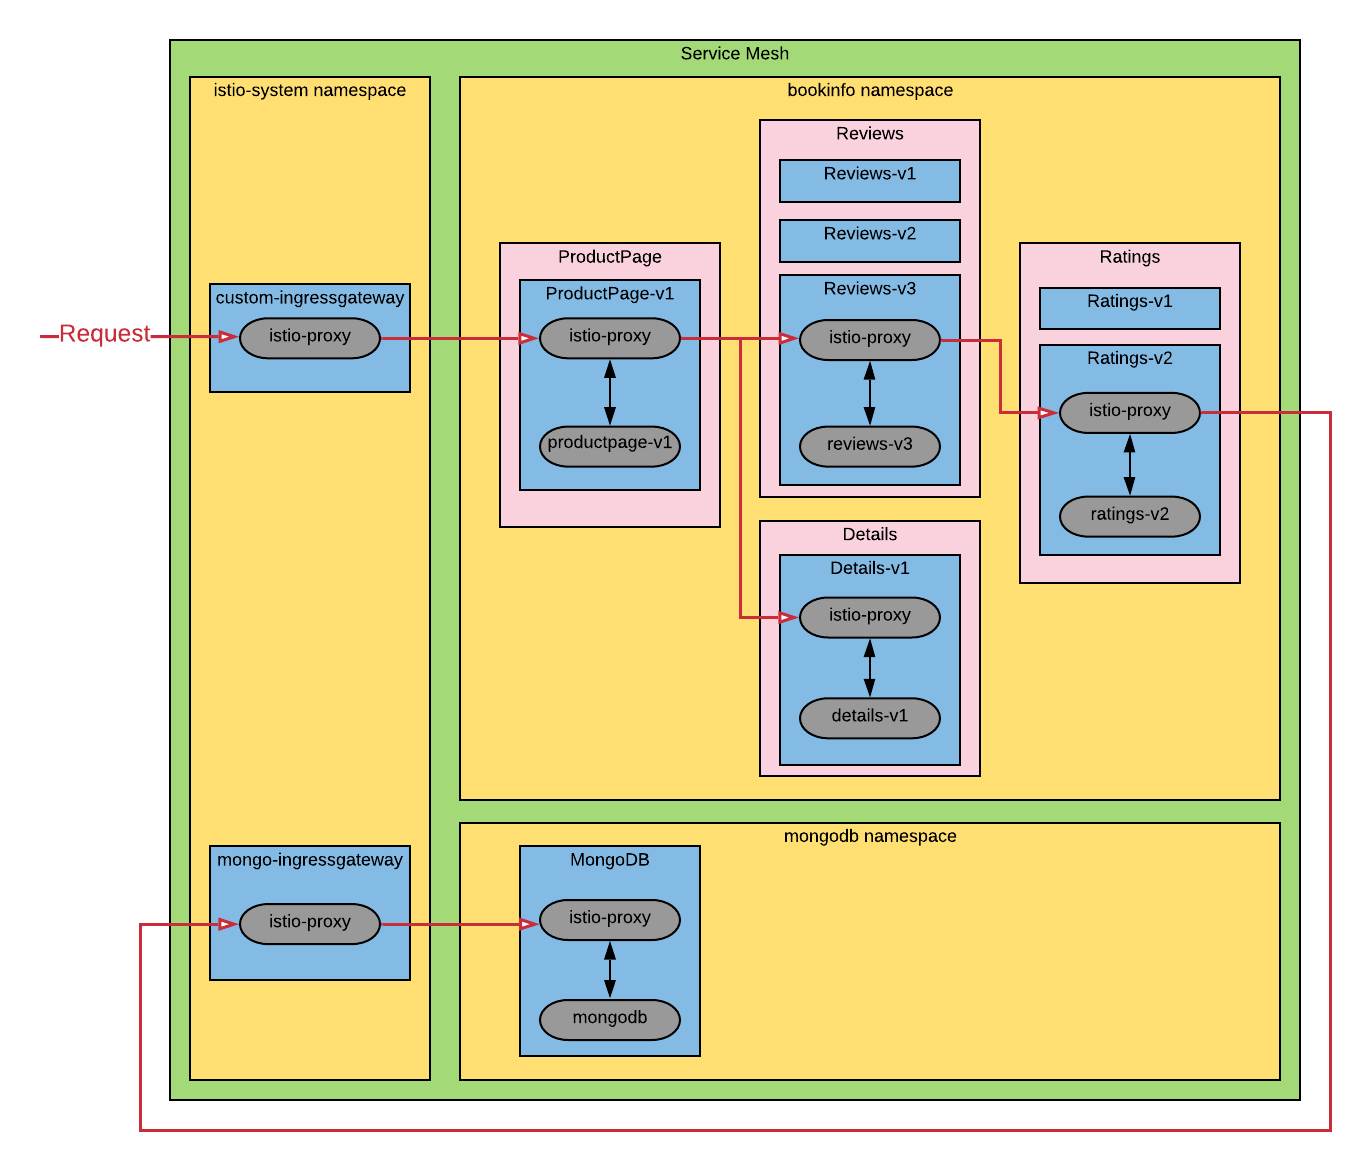 Service Mesh
istio-system namespace
custom-ingressgateway
istio-proxy
Request
mongo-ingressgateway
istio-proxy
bookinfo namespace
ProductPage
ProductPage-v1
istio-proxy
productpage-v1
Reviews
Reviews-v1
Reviews-v2
Reviews-v3
istio-proxy
reviews-v3
Details
Details-v1
istio-proxy
details-v1
Ratings
Ratings-v1
Ratings-v2
istio-proxy
ratings-v2
mongodb namespace
MongoDB
istio-proxy
mongodb